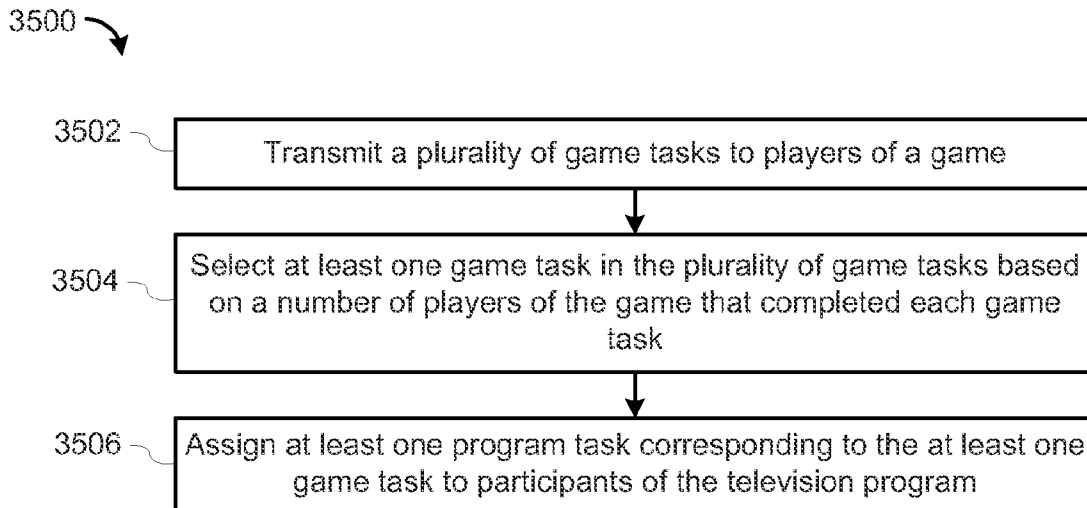 3500
3502
Transmit a plurality of game tasks to players of a game
3504
Select at least one game task in the plurality of game tasks based
on a number of players of the game that completed each game
task
3506
Assign at least one program task corresponding to the at least one
game task to participants of the television program